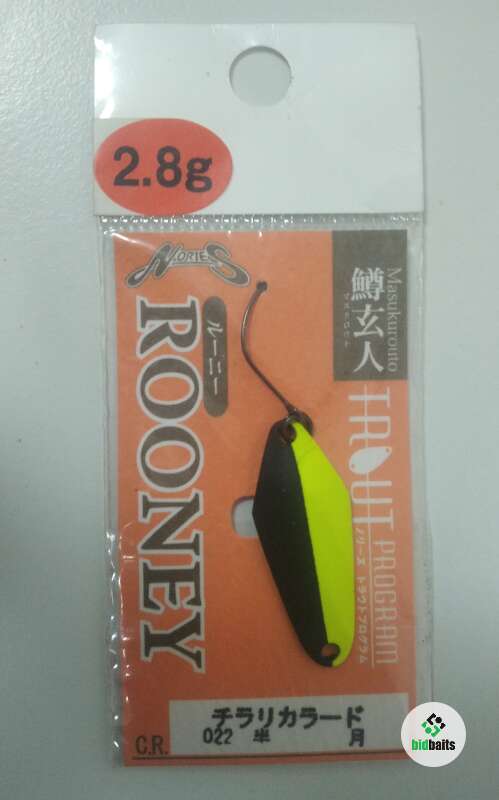 2.8g
NORIES
ROONEY
ルーニー
Masukurouto
鱒玄人
TROUT PROGRAM
ノリーズ トラウトプログラム
C.R.
チラリカラード
022 半 月
bidbaits